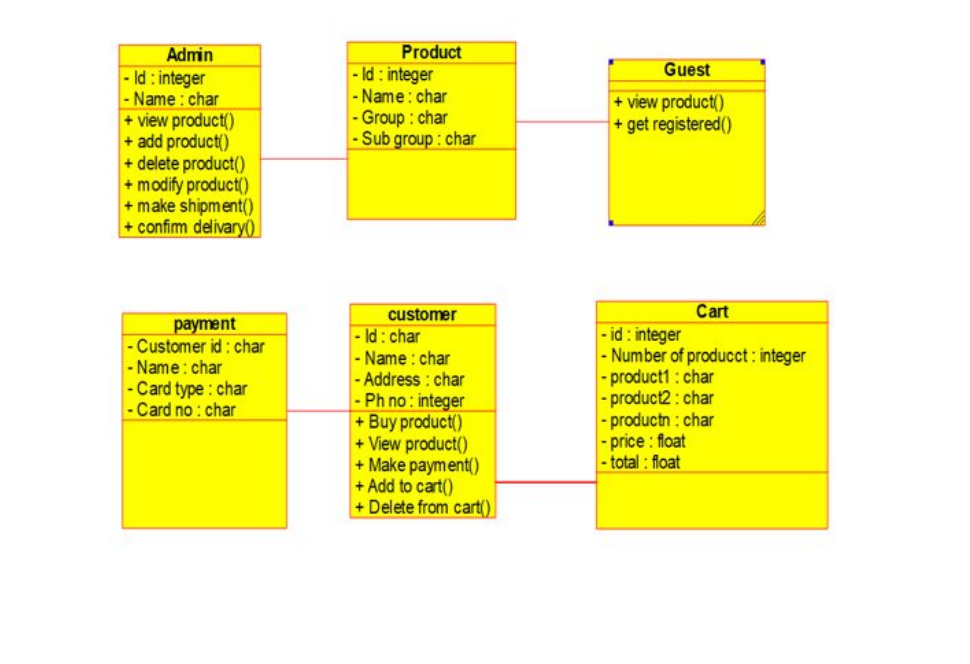 Admin
- Id : integer
- Name : char
+ view product()
+ add product()
+ delete product()
+ modify product()
+ make shipment()
+ confirm delivary()
Product
- Id : integer
- Name : char
- Group : char
- Sub group : char
Guest
+ view product()
+ get registered()
payment
- Customer id : char
- Name : char
- Card type : char
- Card no : char
customer
- Id : char
- Name : char
- Address : char
- Ph no : integer
+ Buy product()
+ View product()
+ Make payment()
+ Add to cart()
+ Delete from cart()
Cart
- id : integer
- Number of producct : integer
- product1 : char
- product2 : char
- productn : char
- price : float
- total : float